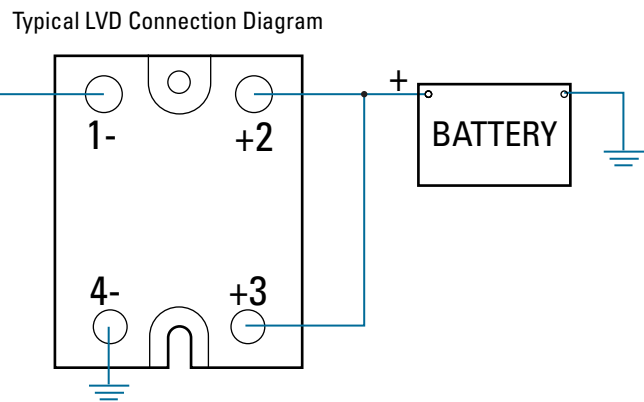 Typical LVD Connection Diagram
+
1-
+2
BATTERY
4-
+3